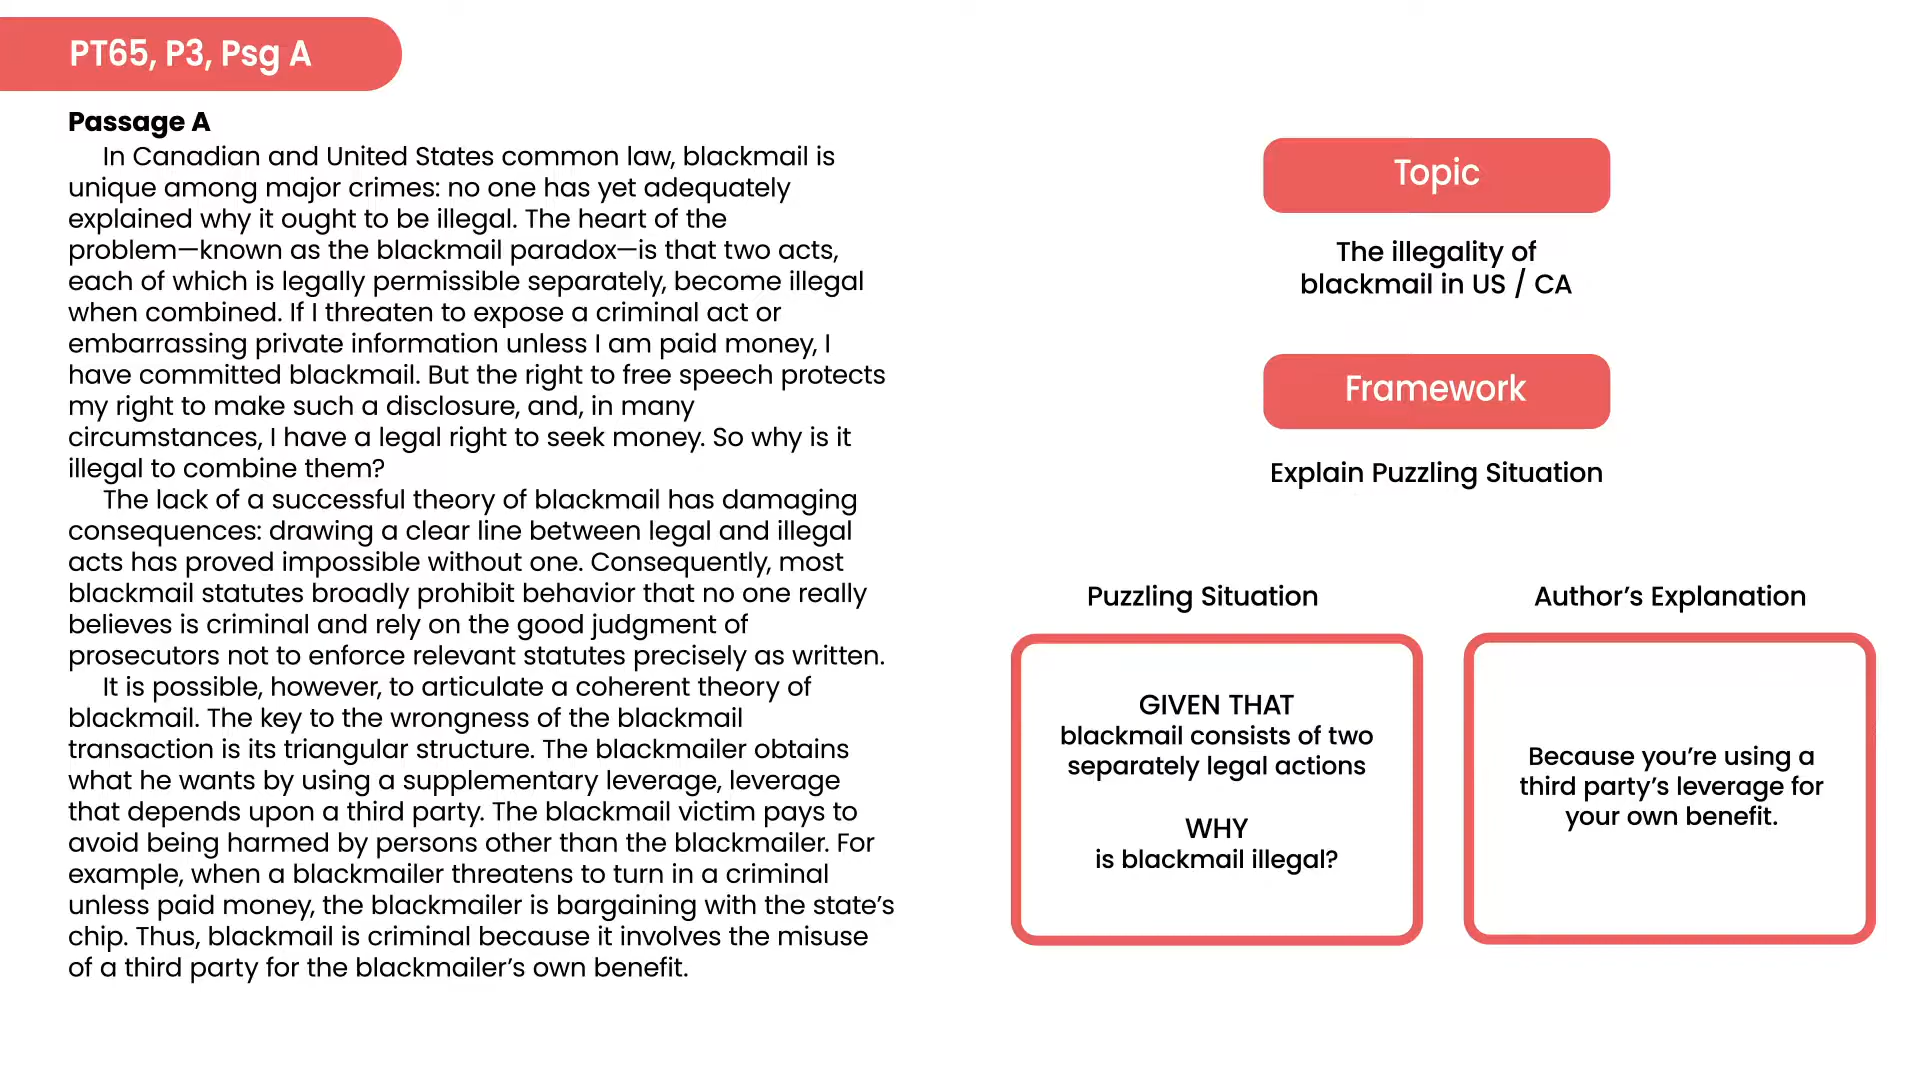 PT65, P3, Psg A
Passage A
In Canadian and United States common law, blackmail is
unique among major crimes: no one has yet adequately
explained why it ought to be illegal. The heart of the
problem—known as the blackmail paradox—is that two acts,
each of which is legally permissible separately, become illegal
when combined. If I threaten to expose a criminal act or
embarrassing private information unless I am paid money, I
have committed blackmail. But the right to free speech protects
my right to make such a disclosure, and, in many
circumstances, I have a legal right to seek money. So why is it
illegal to combine them?
The lack of a successful theory of blackmail has damaging
consequences: drawing a clear line between legal and illegal
acts has proved impossible without one. Consequently, most
blackmail statutes broadly prohibit behavior that no one really
believes is criminal and rely on the good judgment of
prosecutors not to enforce relevant statutes precisely as written.
It is possible, however, to articulate a coherent theory of
blackmail. The key to the wrongness of the blackmail
transaction is its triangular structure. The blackmailer obtains
what he wants by using a supplementary leverage, leverage
that depends upon a third party. The blackmail victim pays to
avoid being harmed by persons other than the blackmailer. For
example, when a blackmailer threatens to turn in a criminal
unless paid money, the blackmailer is bargaining with the state's
chip. Thus, blackmail is criminal because it involves the misuse
of a third party for the blackmailer's own benefit.
Topic
The illegality of
blackmail in US / CA
Framework
Explain Puzzling Situation
Puzzling Situation
GIVEN THAT
blackmail consists of two
separately legal actions
WHY
is blackmail illegal?
Author's Explanation
Because you're using a
third party's leverage for
your own benefit.